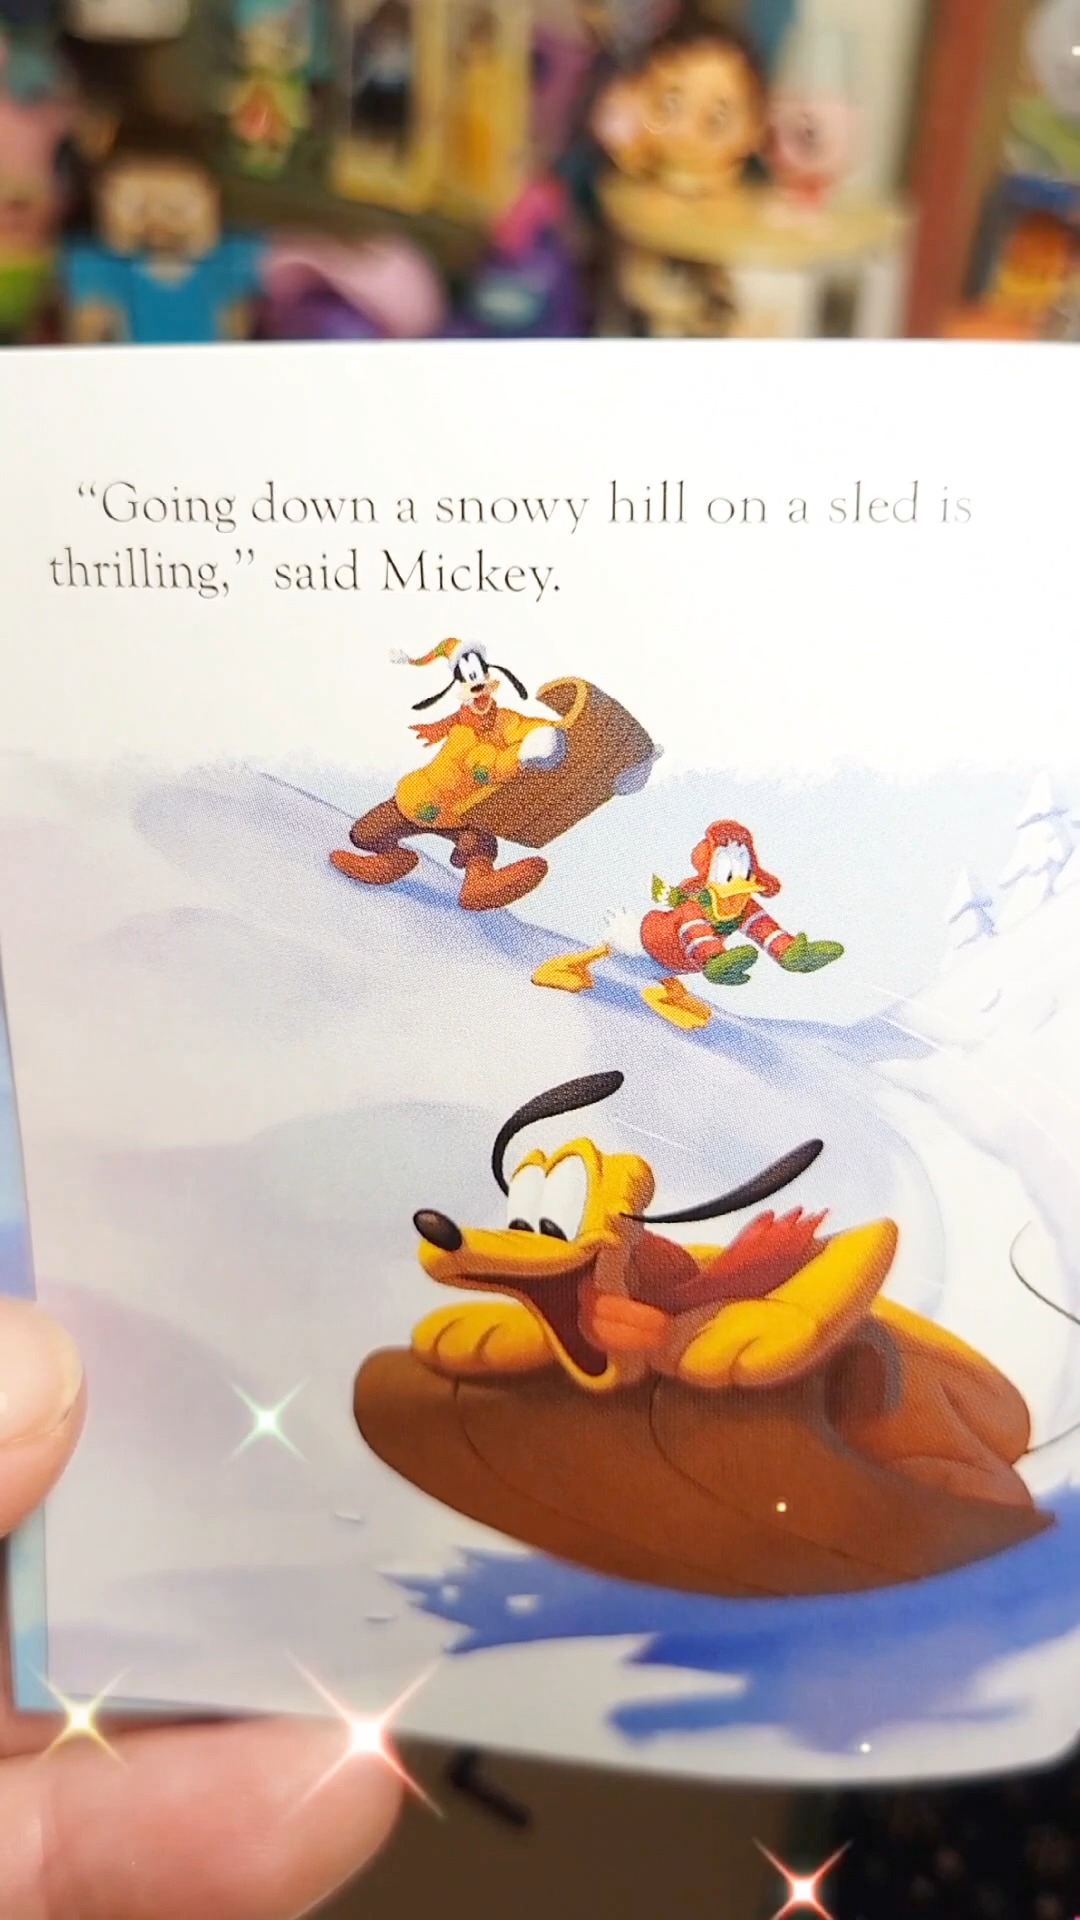 “Going down a snowy hill on a sled is
thrilling,” said Mickey.